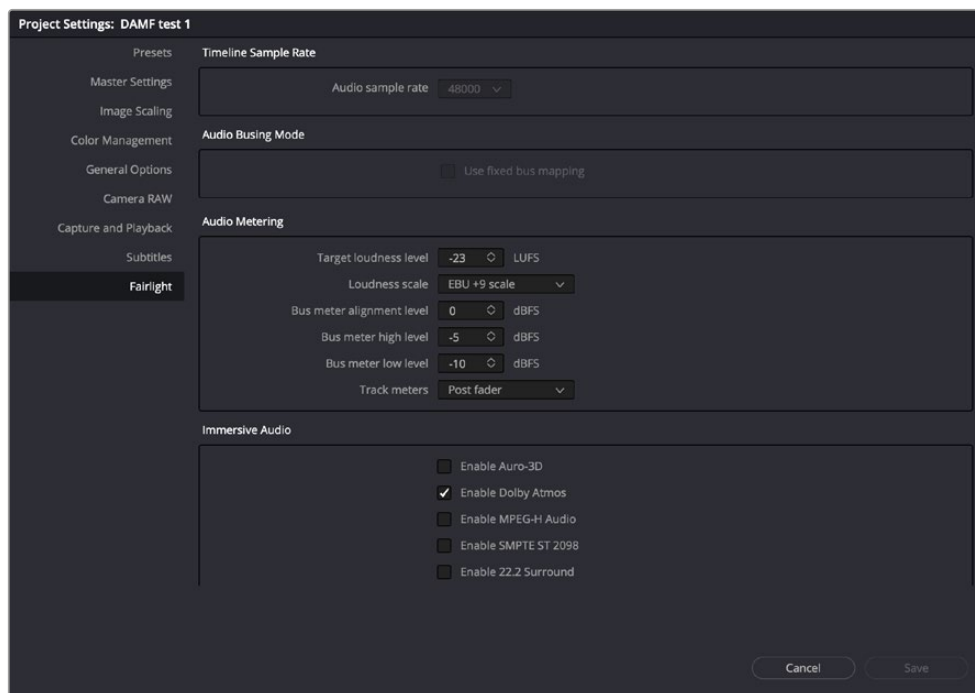 Project Settings: DAMF test 1
Presets
Master Settings
Image Scaling
Color Management
General Options
Camera RAW
Capture and Playback
Subtitles
Fairlight
Timeline Sample Rate
Audio sample rate 48000
Audio Busing Mode
Use fixed bus mapping
Audio Metering
Target loudness level -23 LUFS
Loudness scale EBU +9 scale
Bus meter alignment level 0 dBFS
Bus meter high level -5 dBFS
Bus meter low level -10 dBFS
Track meters Post fader
Immersive Audio
Enable Auro-3D
Enable Dolby Atmos
Enable MPEG-H Audio
Enable SMPTE ST 2098
Enable 22.2 Surround
Cancel Save